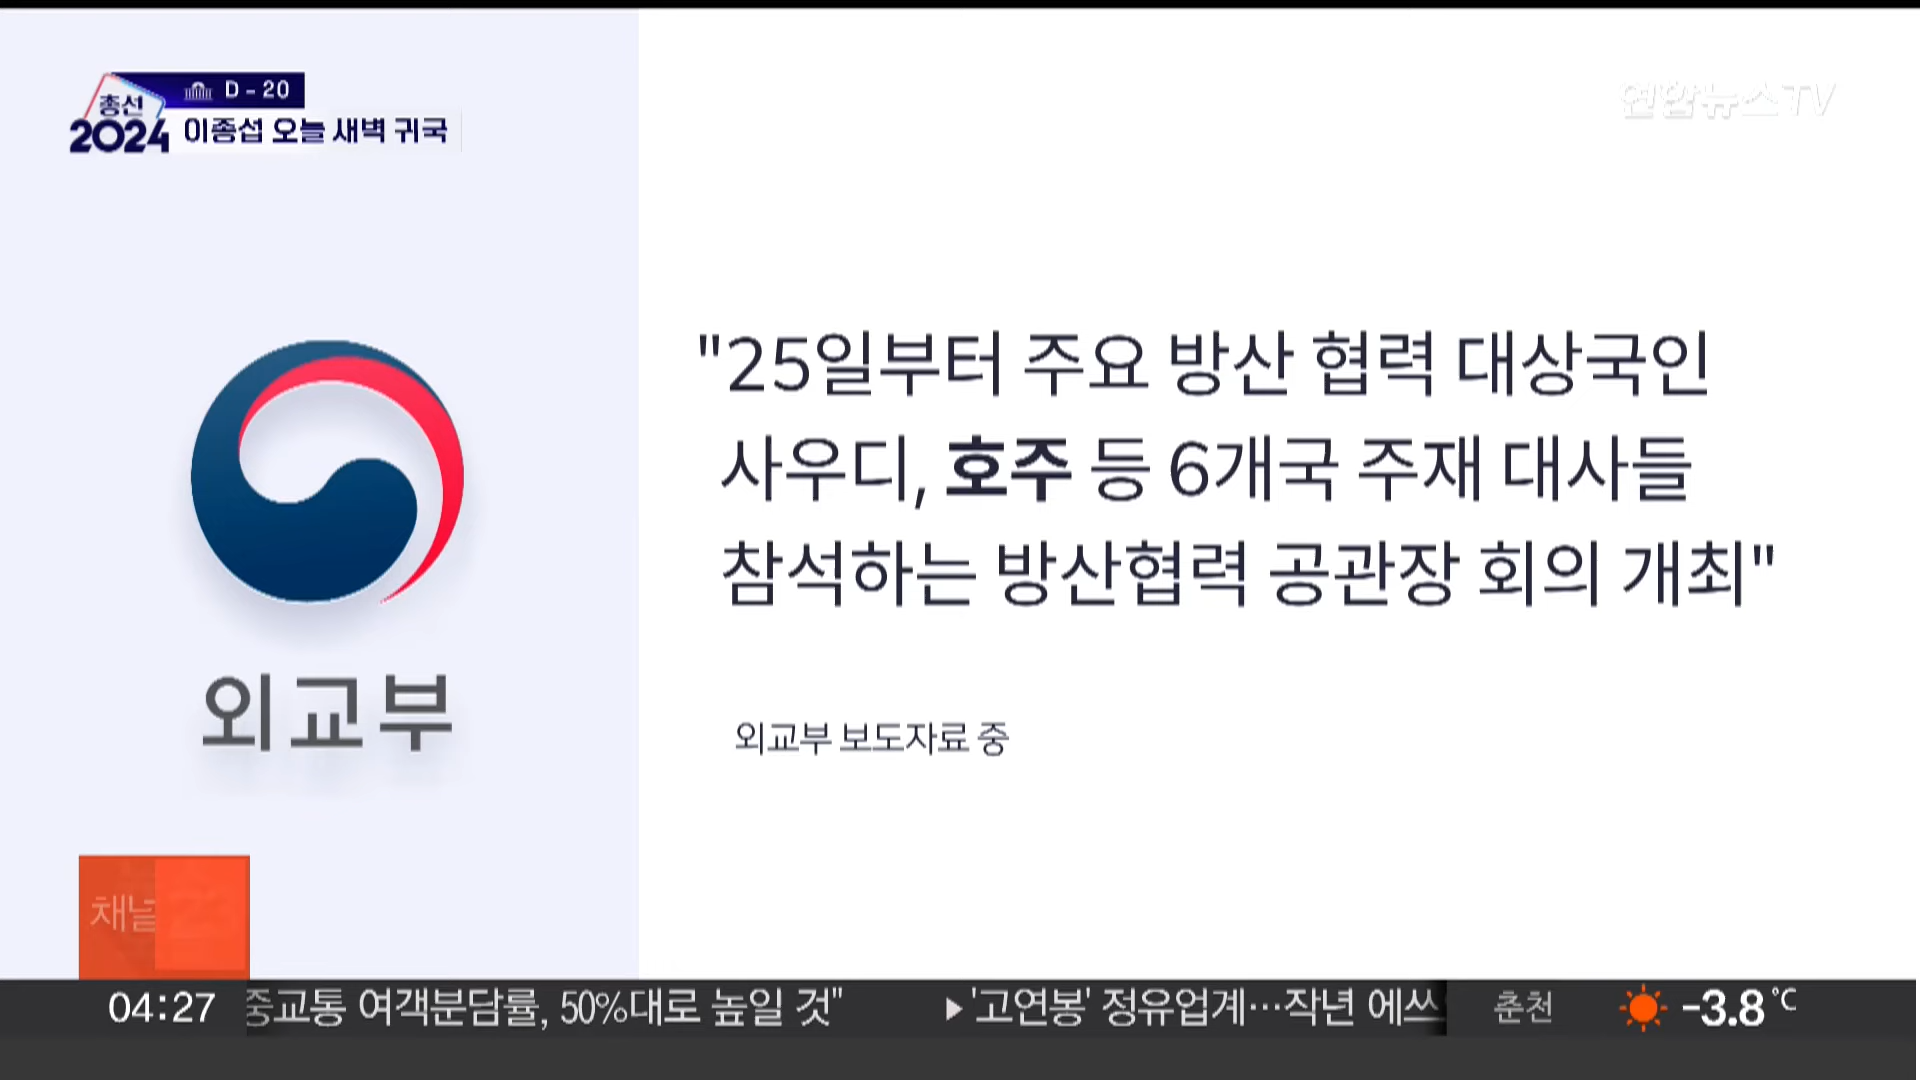 총선
2024
D-20
이종섭 오늘 새벽 귀국
연합뉴스TV
"25일부터 주요 방산 협력 대상국인
사우디, 호주 등 6개국 주재 대사들
참석하는 방산협력 공관장 회의 개최"
외교부
외교부 보도자료 중
채널
04:27
중교통 여객분담률, 50%대로 높일 것"
▶'고연봉' 정유업계…작년 에쓰
춘천
-3.8℃